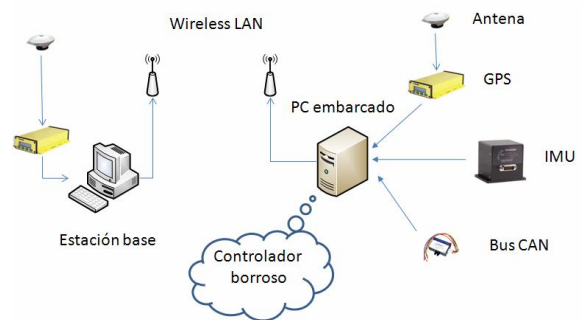 Wireless LAN
Antena
GPS
PC embarcado
IMU
Estación base
Controlador
borroso
Bus CAN